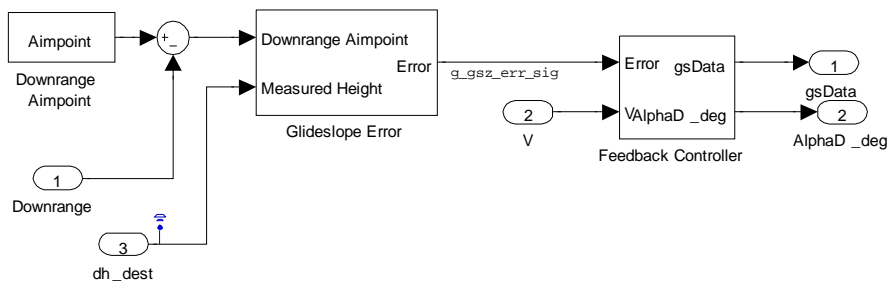 Aimpoint
Downrange
Aimpoint
+
−
Downrange Aimpoint
Error
Measured Height
Glideslope Error
g_gsz_err_sig
Error
gsData
V
AlphaD _deg
Feedback Controller
1
gsData
2
AlphaD _deg
2
V
1
Downrange
3
dh _dest